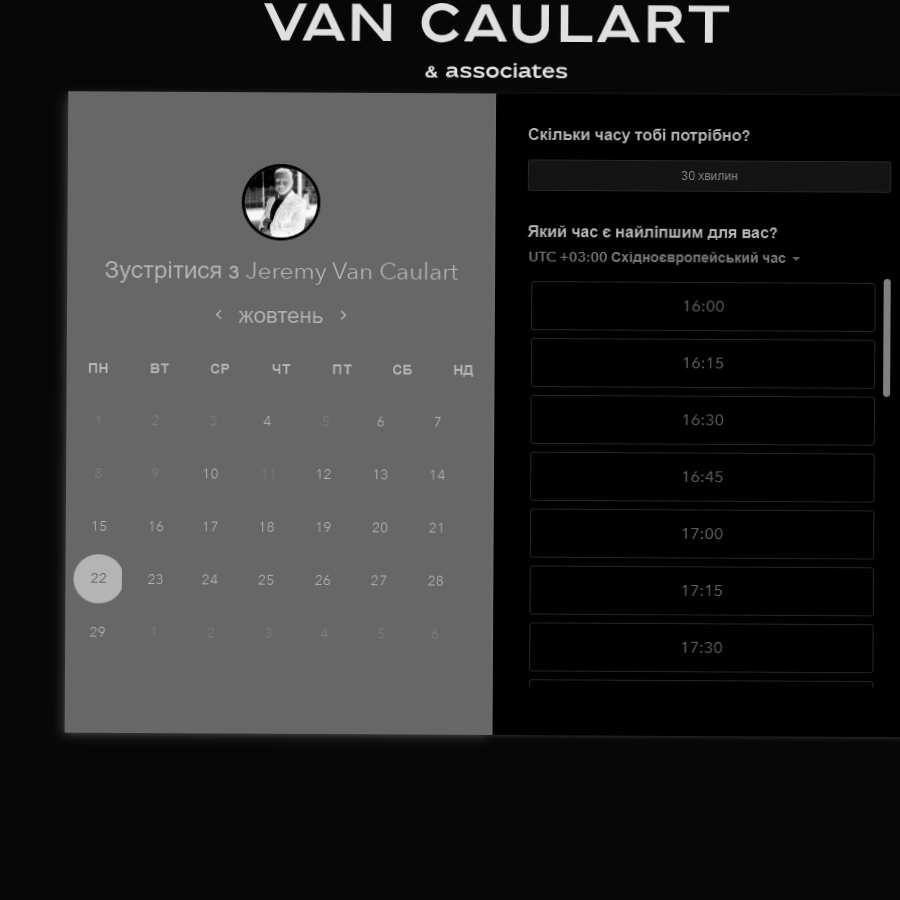 VAN CAULART
& associates
Зустрітися з Jeremy Van Caulart
‹ жовтень ›
ПН ВТ СР ЧТ ПТ СБ НД
1 2 3 4 5 6 7
8 9 10 11 12 13 14
15 16 17 18 19 20 21
22 23 24 25 26 27 28
29 1 2 3 4 5 6
Скільки часу тобі потрібно?
30 хвилин
Який час є найліпшим для вас?
UTC +03:00 Східноєвропейський час
16:00
16:15
16:30
16:45
17:00
17:15
17:30